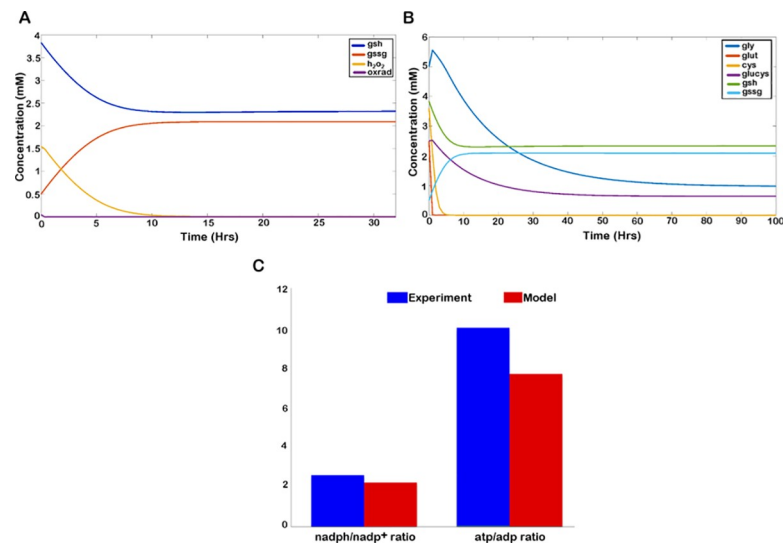 A
Concentration (mM)
4
3.5
3
2.5
2
1.5
1
0.5
0
0
5
10
15
20
25
30
Time (Hrs)
gsh
gssg
h₂o₂
oxrad
B
Concentration (mM)
6
5
4
3
2
1
0
0
10
20
30
40
50
60
70
80
90
100
Time (Hrs)
gly
glut
cys
glucys
gsh
gssg
C
12
10
8
6
4
2
0
Experiment
Model
nadph/nadp⁺ ratio
atp/adp ratio